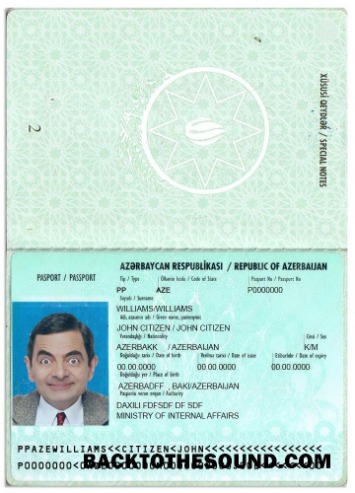 XÜSUSİ QEYDLƏR / SPECIAL NOTES
2
AZƏRBAYCAN RESPUBLİKASI / REPUBLIC OF AZERBAIJAN
PASPORT / PASSPORT
Tip / Type Ölkənin kodu / Code of State Pasport No / Passport No
PP AZE P0000000
Soyadı / Surname
WILLIAMS/WILLIAMS
Adı, atasının adı / Given name, patronymic
JOHN CITIZEN / JOHN CITIZEN
Vətəndaşlığı / Nationality Cinsi / Sex
AZERBAKK / AZERBAIJAN K/M
Doğulduğu tarix / Date of birth Verilmə tarixi / Date of issue Etibarlıdır / Date of expiry
00.00.0000 00.00.0000 00.00.0000
Doğulduğu yer / Place of birth
AZERBADFF , BAKI/AZERBAIJAN
Pasportu verən orqan / Authority
DAXILI FDFSDF DF SDF
MINISTRY OF INTERNAL AFFAIRS
PPAZEWILLIAMS<<CITIZEN<JOHN<<<<<<<<<<<<<<<<<
BACKTOTHESOUND.COM